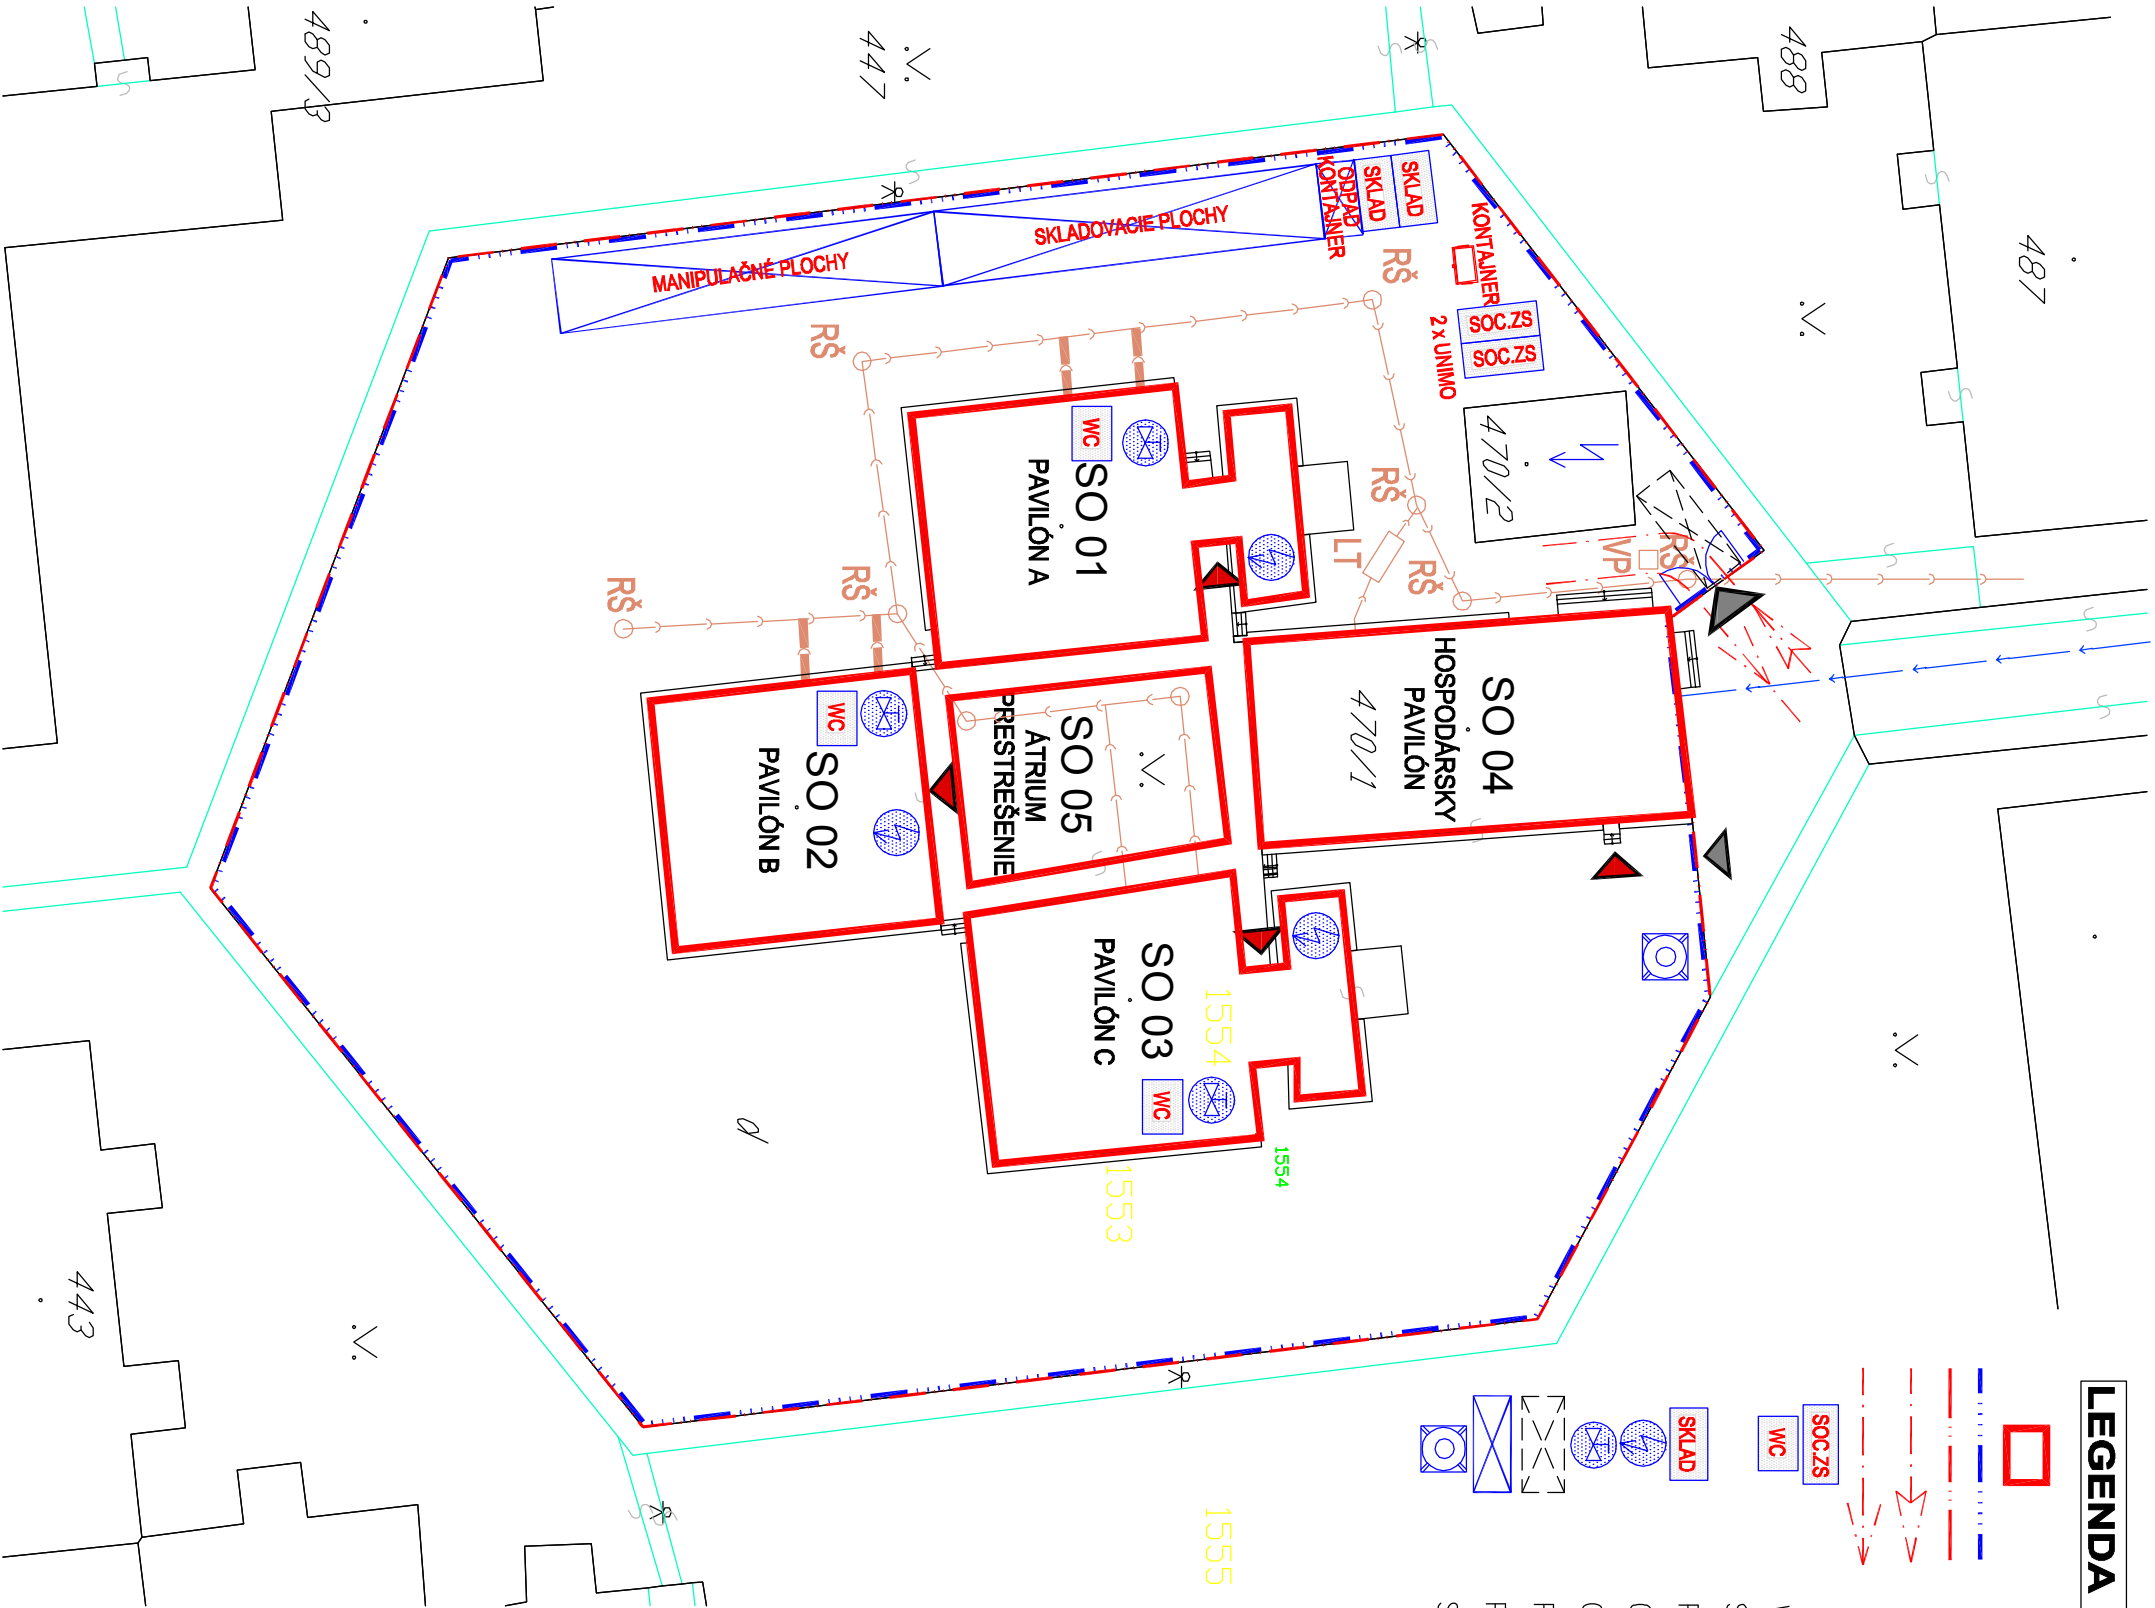 LEGENDA
SOC.ZS
WC
SKLAD
488
487
447
489/3
443
SKLAD
SKLAD
ODPAD
KONTAJNER
KONTAJNER
SOC.ZS
SOC.ZS
2 x UNIMO
SKLADOVACIE PLOCHY
MANIPULAČNÉ PLOCHY
470/2
RŠ
RŠ
RŠ
RŠ
RŠ
RŠ
RŠ
VP
LT
WC
SO 01
PAVILÓN A
SO 04
HOSPODÁRSKY
PAVILÓN
470/1
SO 05
ÁTRIUM
PRESTREŠENIE
WC
SO 02
PAVILÓN B
SO 03
PAVILÓN C
WC
1554
1554
1553
1555